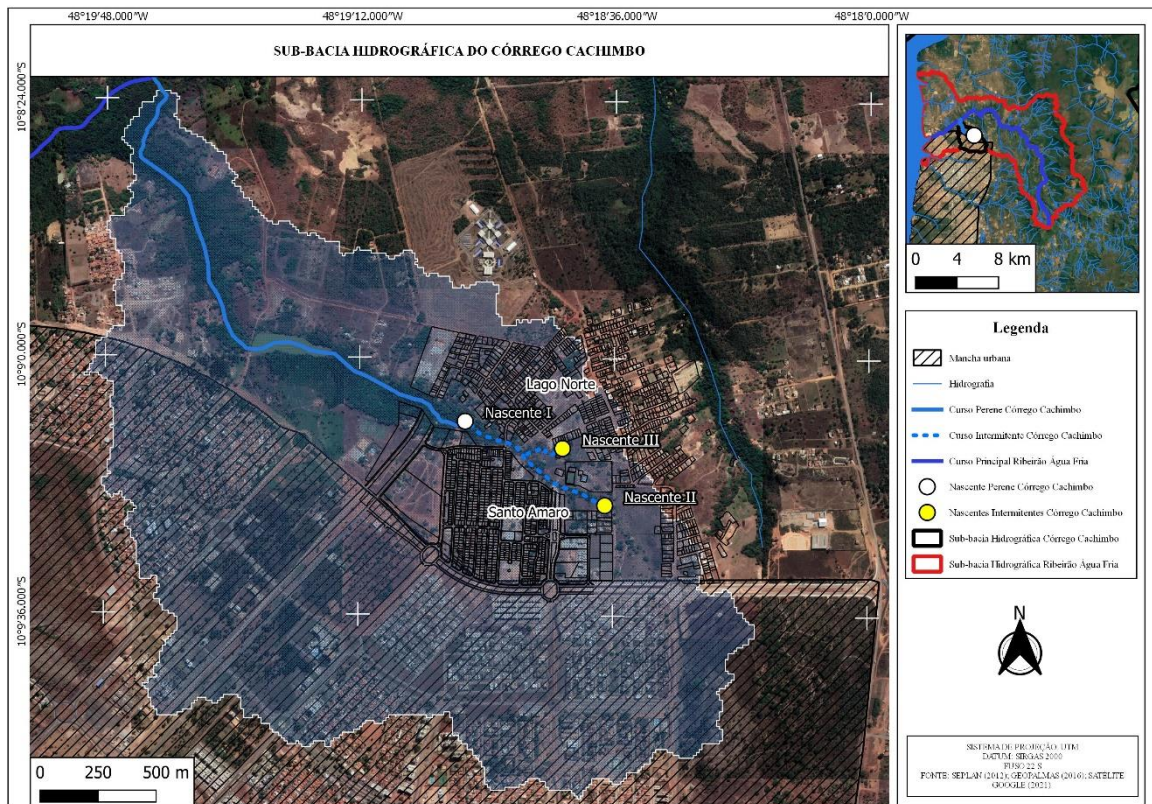 48°19'48.000"W 48°19'12.000"W 48°18'36.000"W 48°18'0.000"W
SUB-BACIA HIDROGRÁFICA DO CÓRREGO CACHIMBO
10°8'24.000"S
10°9'0.000"S
10°9'36.000"S
Lago Norte
Nascente I
Nascente III
Nascente II
Santo Amaro
0 250 500 m
0 4 8 km
Legenda
Mancha urbana
Hidrografia
Curso Perene Córrego Cachimbo
Curso Intermitente Córrego Cachimbo
Curso Principal Ribeirão Água Fria
Nascente Perene Córrego Cachimbo
Nascentes Intermitentes Córrego Cachimbo
Sub-bacia Hidrográfica Córrego Cachimbo
Sub-bacia Hidrográfica Ribeirão Água Fria
N
SISTEMA DE PROJEÇÃO: UTM
DATUM: SIRGAS 2000
FUSO 22 S
FONTE: SEPLAN (2012); GEOPALMAS (2016); SATÉLITE
GOOGLE (2021)